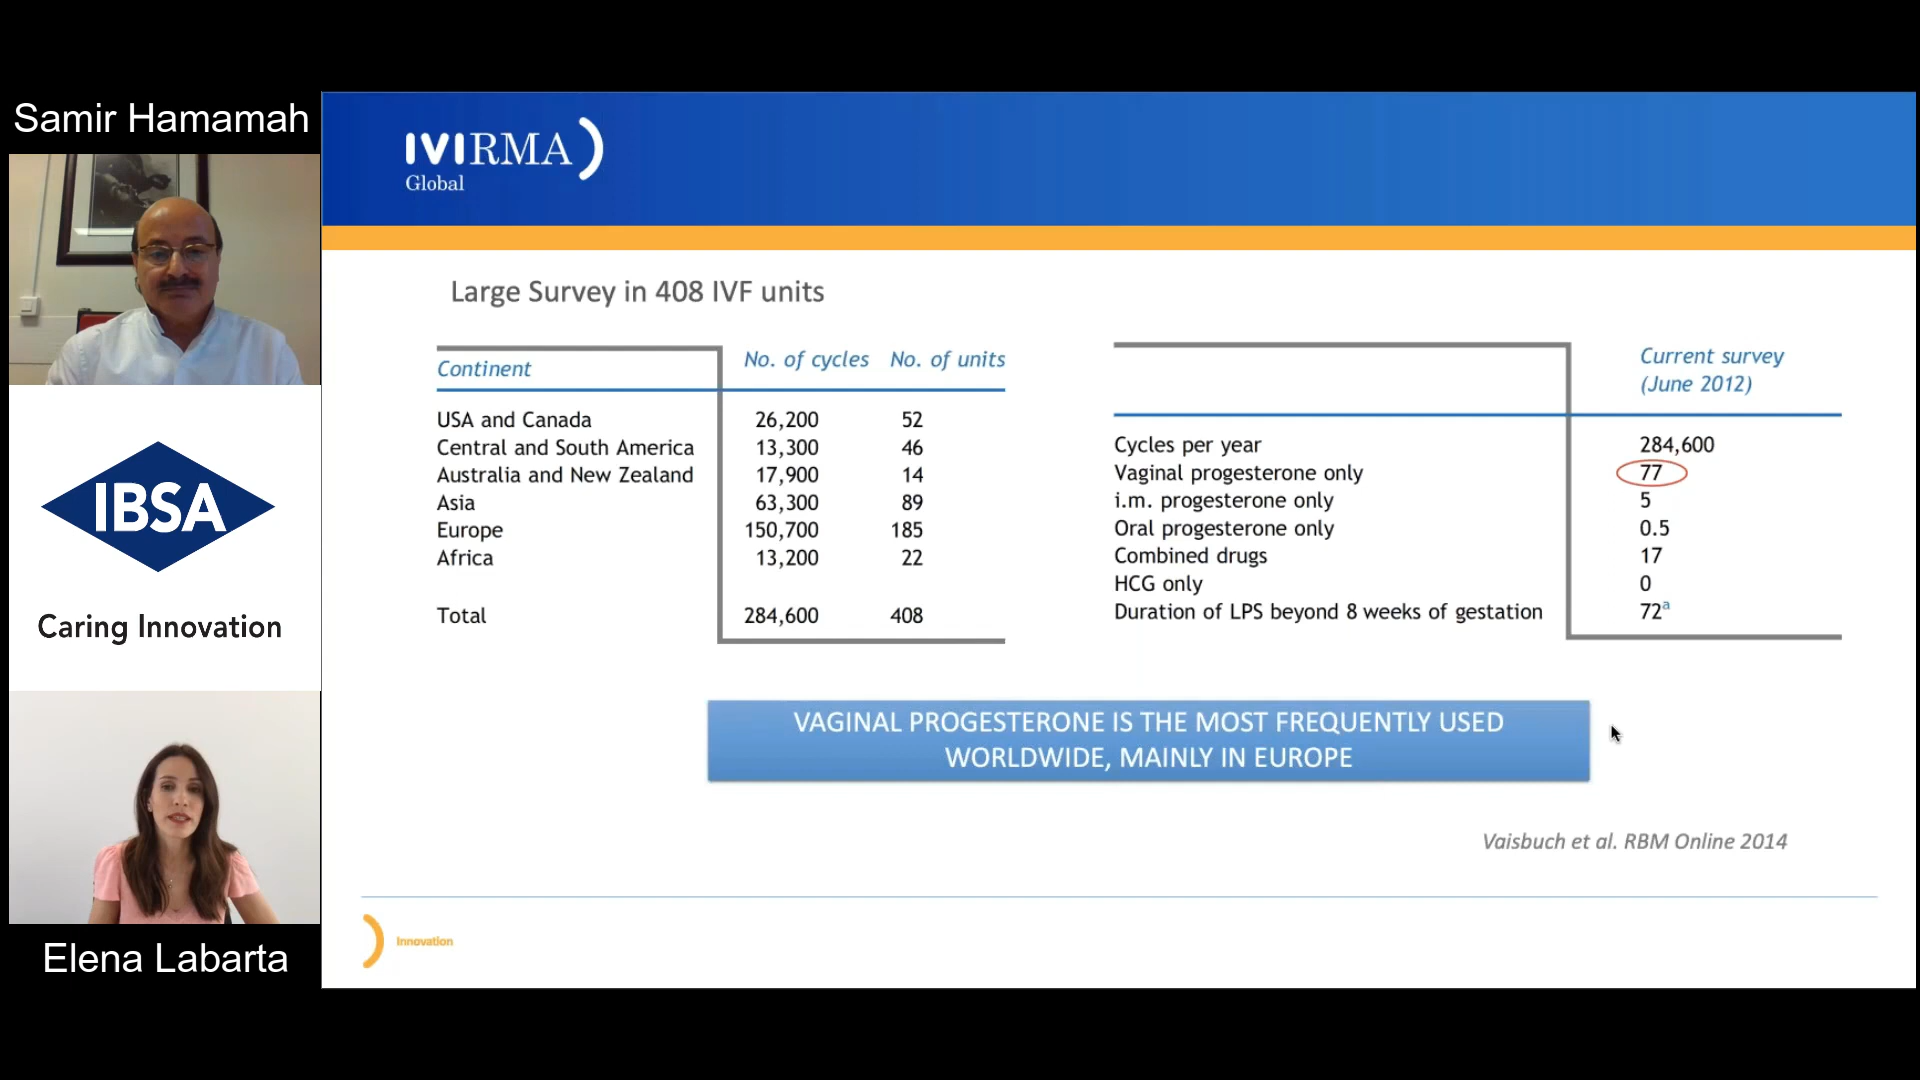 Samir Hamamah
IBSA
Caring Innovation
Elena Labarta
IVIRMA
Global
Large Survey in 408 IVF units
Continent No. of cycles No. of units
USA and Canada 26,200 52
Central and South America 13,300 46
Australia and New Zealand 17,900 14
Asia 63,300 89
Europe 150,700 185
Africa 13,200 22
Total 284,600 408
Current survey
(June 2012)
Cycles per year 284,600
Vaginal progesterone only 77
i.m. progesterone only 5
Oral progesterone only 0.5
Combined drugs 17
HCG only 0
Duration of LPS beyond 8 weeks of gestation 72ª
VAGINAL PROGESTERONE IS THE MOST FREQUENTLY USED
WORLDWIDE, MAINLY IN EUROPE
Vaisbuch et al. RBM Online 2014
Innovation